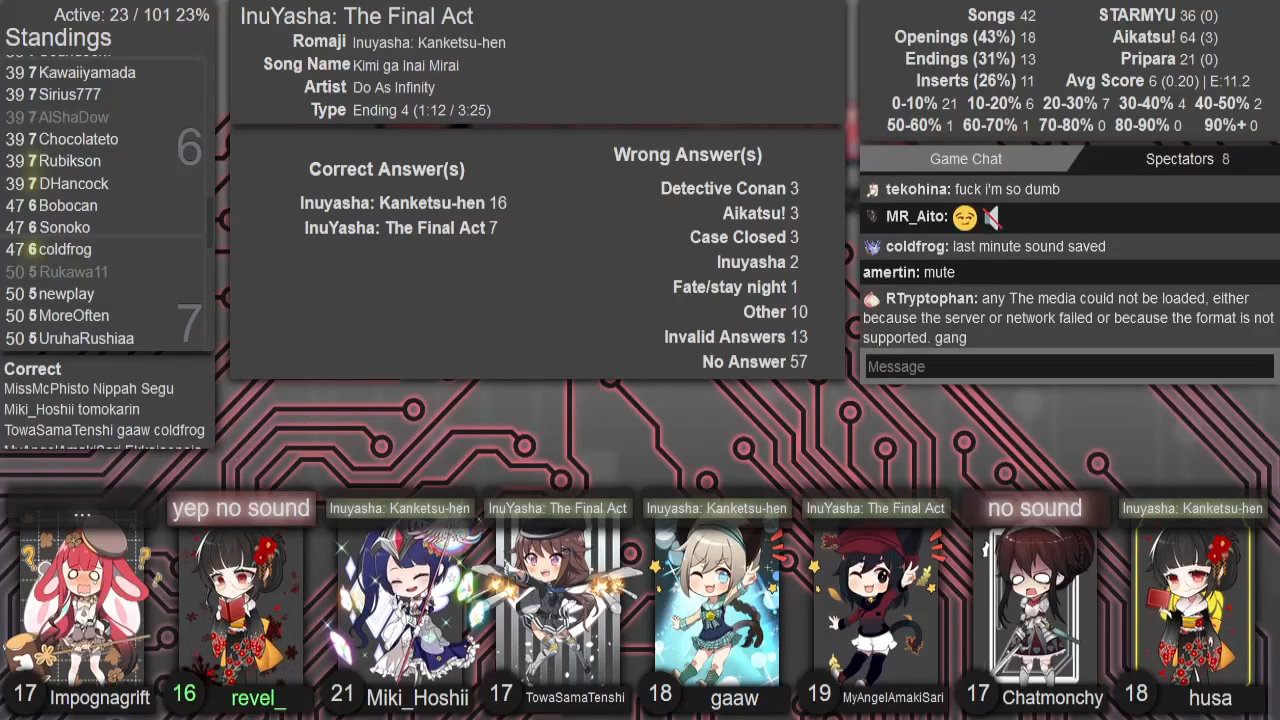 Active: 23 / 101 23%
Standings
39 7 Kawaiiyamada
39 7 Sirius777
39 7 AlShaDow
39 7 Chocolateto
39 7 Rubikson
6
39 7 DHancock
47 6 Bobocan
47 6 Sonoko
47 6 coldfrog
50 5 Rukawa11
50 5 newplay
50 5 MoreOften
50 5 UruhaRushiaa
7
Correct
MissMcPhisto Nippah Segu
Miki_Hoshii tomokarin
TowaSamaTenshi gaaw coldfrog
InuYasha: The Final Act
Romaji Inuyasha: Kanketsu-hen
Song Name Kimi ga Inai Mirai
Artist Do As Infinity
Type Ending 4 (1:12 / 3:25)
Correct Answer(s)
Inuyasha: Kanketsu-hen 16
InuYasha: The Final Act 7
Wrong Answer(s)
Detective Conan 3
Aikatsu! 3
Case Closed 3
Inuyasha 2
Fate/stay night 1
Other 10
Invalid Answers 13
No Answer 57
Songs 42 STARMYU 36 (0)
Openings (43%) 18 Aikatsu! 64 (3)
Endings (31%) 13 Pripara 21 (0)
Inserts (26%) 11 Avg Score 6 (0.20) | E:11.2
0-10% 21 10-20% 6 20-30% 7 30-40% 4 40-50% 2
50-60% 1 60-70% 1 70-80% 0 80-90% 0 90%+ 0
Game Chat Spectators 8
tekohina: fuck i'm so dumb
MR_Aito:
coldfrog: last minute sound saved
amertin: mute
RTryptophan: any The media could not be loaded, either
because the server or network failed or because the format is not
supported. gang
Message
...
yep no sound
Inuyasha: Kanketsu-hen
InuYasha: The Final Act
Inuyasha: Kanketsu-hen
InuYasha: The Final Act
no sound
Inuyasha: Kanketsu-hen
17 Impognagrift
16 revel_
21 Miki_Hoshii
17 TowaSamaTenshi
18 gaaw
19 MyAngelAmakiSari
17 Chatmonchy
18 husa